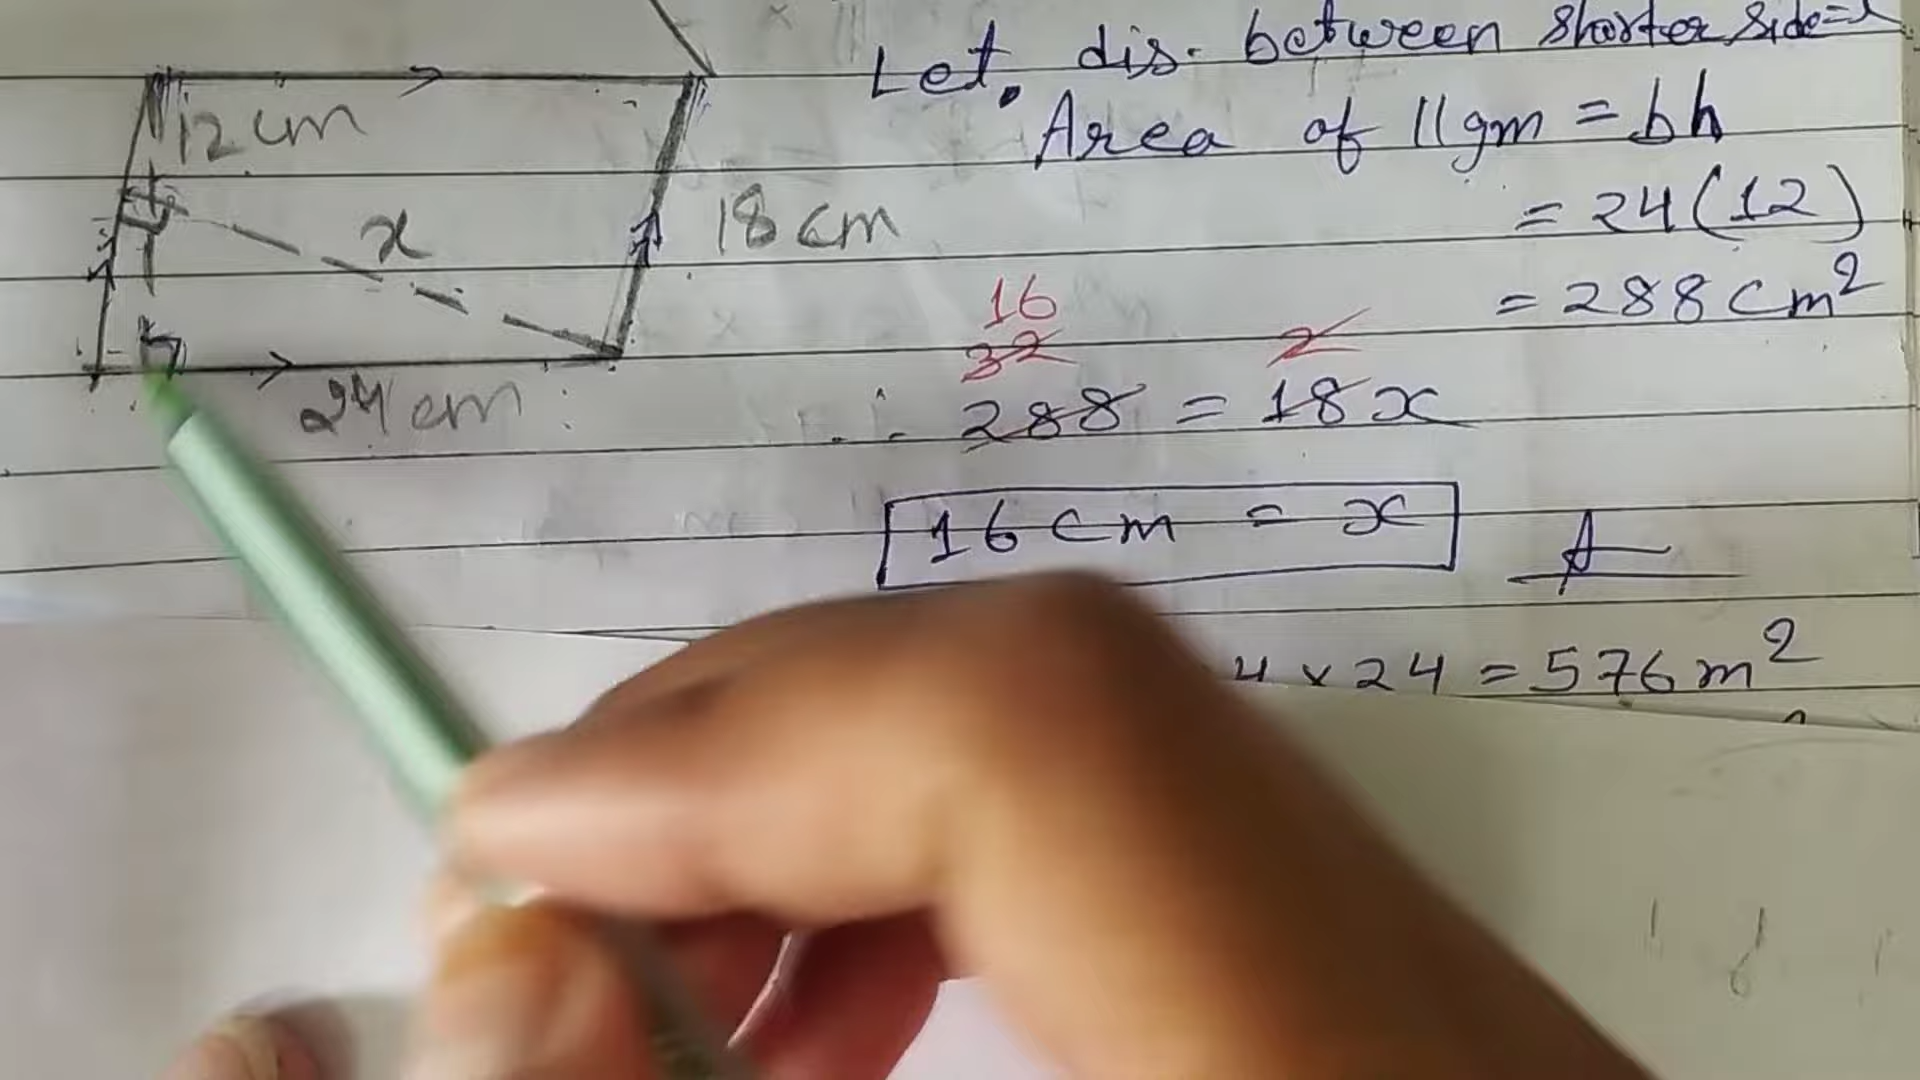 Let. dis. between shorter side=
Area of ||gm = bh
= 24(12)
= 288 cm²
12 cm
x
18 cm
24 cm
16
32 2
∴ 288 = 18x
16 cm = x
4 x 24 = 576 m²